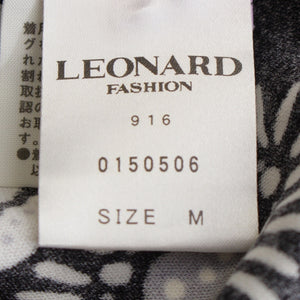 LEONARD
FASHION
916
0150506
SIZE M